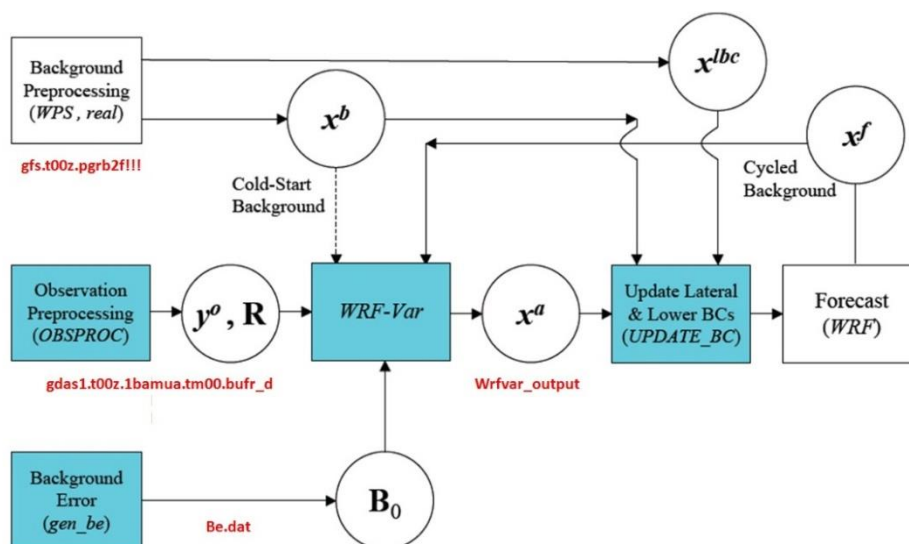 Background
Preprocessing
(WPS , real)
gfs.t00z.pgrb2f!!!
x^b
x^lbc
x^f
Cold-Start
Background
Cycled
Background
Observation
Preprocessing
(OBSPROC)
y^o , R
WRF-Var
x^a
Update Lateral
& Lower BCs
(UPDATE_BC)
Forecast
(WRF)
gdas1.t00z.1bamua.tm00.bufr_d
Wrfvar_output
Background
Error
(gen_be)
Be.dat
B₀